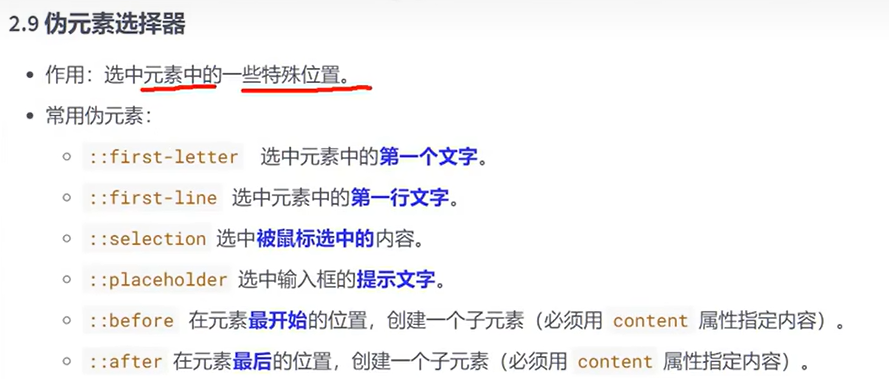 2.9 伪元素选择器
作用：选中元素中的一些特殊位置。
常用伪元素：
::first-letter 选中元素中的第一个文字。
::first-line 选中元素中的第一行文字。
::selection 选中被鼠标选中的内容。
::placeholder 选中输入框的提示文字。
::before 在元素最开始的位置，创建一个子元素（必须用 content 属性指定内容）。
::after 在元素最后的位置，创建一个子元素（必须用 content 属性指定内容）。